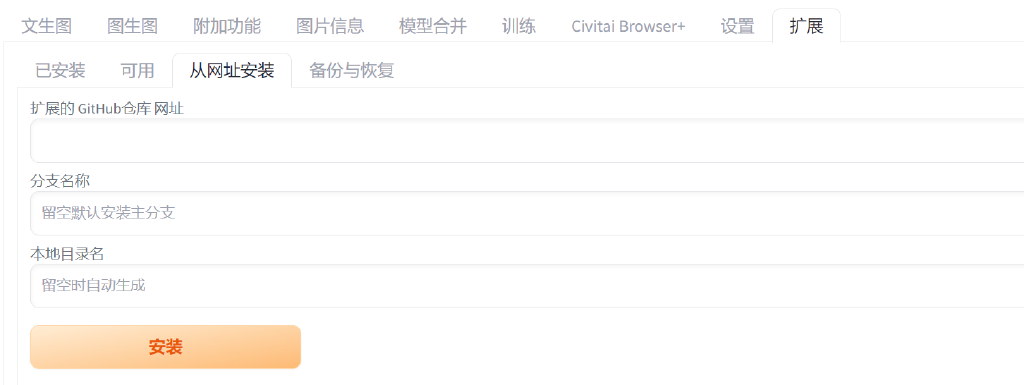 文生图 图生图 附加功能 图片信息 模型合并 训练 Civitai Browser+ 设置 扩展
已安装 可用 从网址安装 备份与恢复
扩展的 GitHub仓库 网址
分支名称
留空默认安装主分支
本地目录名
留空时自动生成
安装